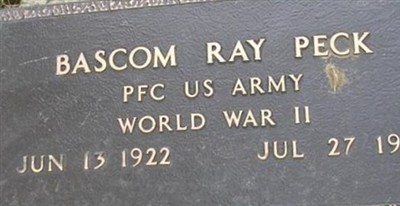 BASCOM RAY PECK
PFC US ARMY
WORLD WAR II
JUN 13 1922 JUL 27 19